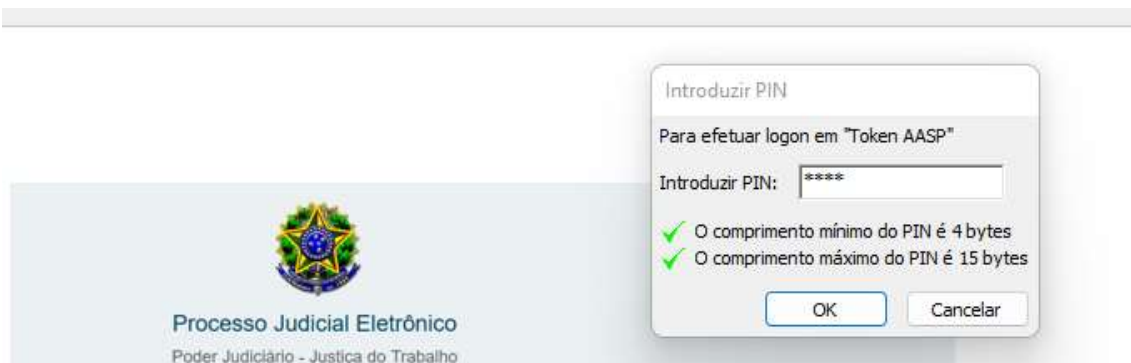 Introduzir PIN
Para efetuar logon em "Token AASP"
Introduzir PIN: ****
O comprimento mínimo do PIN é 4 bytes
O comprimento máximo do PIN é 15 bytes
OK Cancelar
Processo Judicial Eletrônico
Poder Judiciário - Justiça do Trabalho